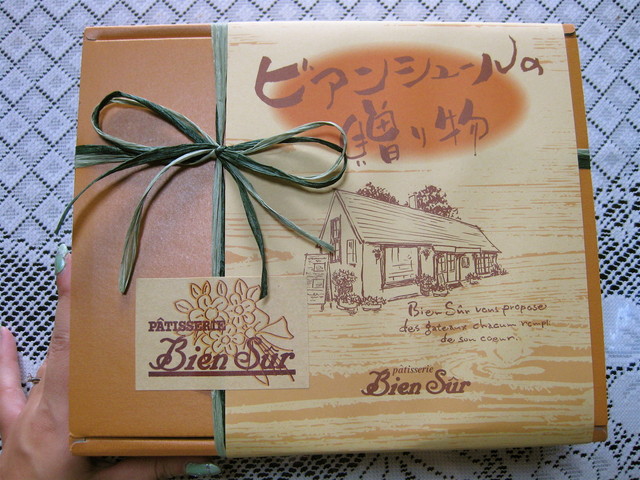 ビアンシュールの
贈り物
Bien Sûr vous propose
des gateaux chacun rempli
de son coeur.
pâtisserie
Bien Sûr
PÂTISSERIE
Bien Sûr